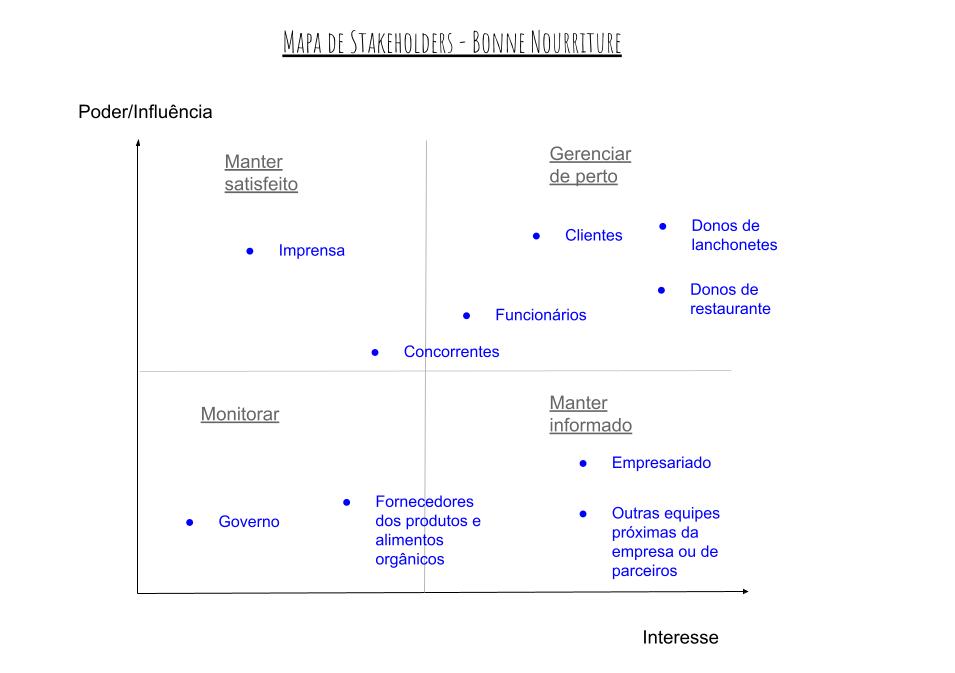 Mapa de Stakeholders - Bonne Nourriture
Poder/Influência
Manter
satisfeito
Gerenciar
de perto
● Imprensa
● Clientes
● Donos de
lanchonetes
● Donos de
restaurante
● Funcionários
● Concorrentes
Monitorar
Manter
informado
● Governo
● Fornecedores
dos produtos e
alimentos
orgânicos
● Empresariado
● Outras equipes
próximas da
empresa ou de
parceiros
Interesse